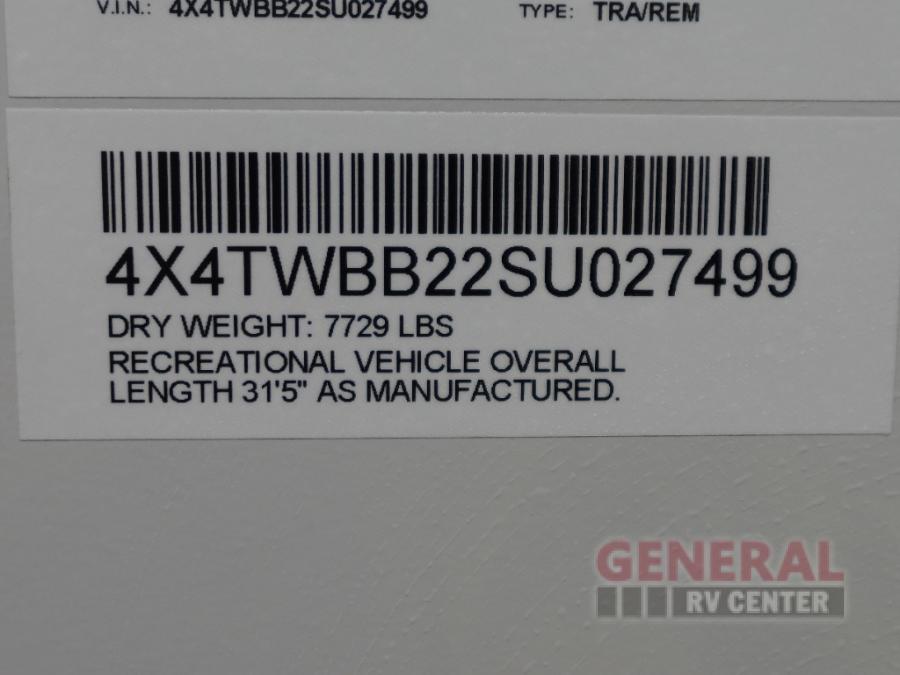 V.I.N.: 4X4TWBB22SU027499 TYPE: TRA/REM
4X4TWBB22SU027499
DRY WEIGHT: 7729 LBS
RECREATIONAL VEHICLE OVERALL
LENGTH 31'5" AS MANUFACTURED.
GENERAL
RV CENTER